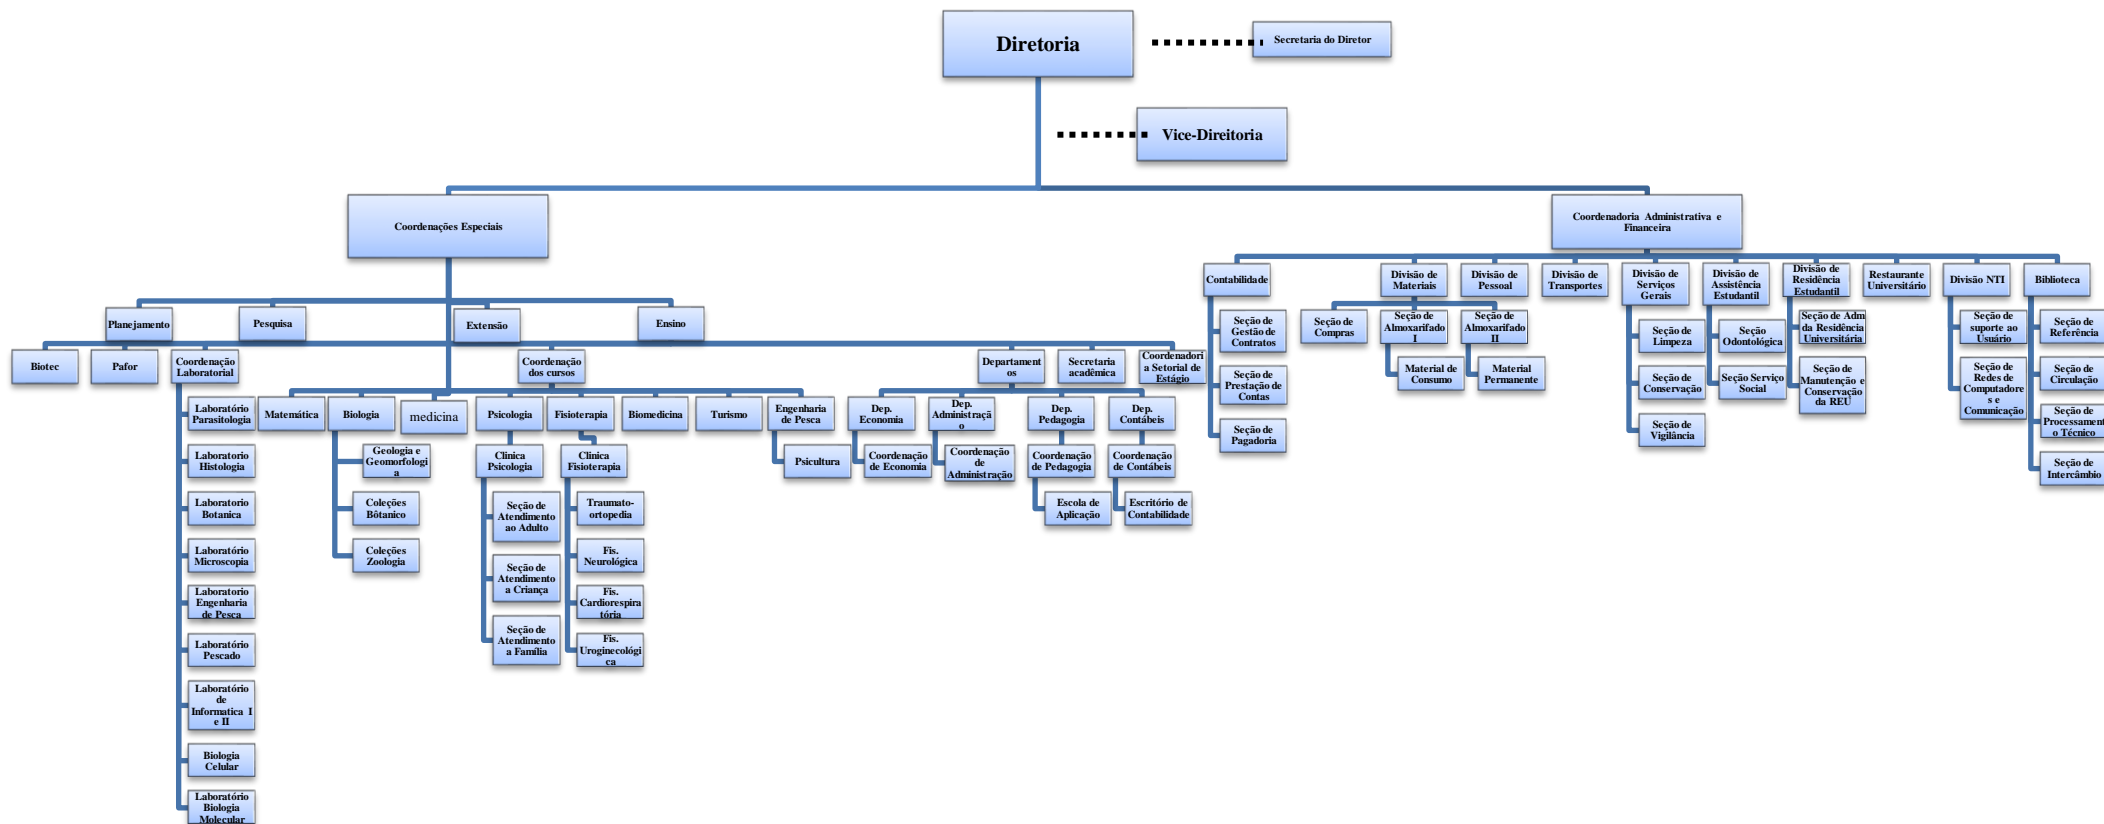 Diretoria
Secretaria do Diretor
Vice-Direitoria
Coordenações Especiais
Coordenadoria Administrativa e
Financeira
Contabilidade
Divisão de
Materiais
Divisão de
Pessoal
Divisão de
Transportes
Divisão de
Serviços
Gerais
Divisão de
Assistência
Estudantil
Divisão de
Residência
Estudantil
Restaurante
Universitário
Divisão NTI
Biblioteca
Planejamento
Pesquisa
Extensão
Ensino
Seção de
Gestão de
Contratos
Seção de
Prestação de
Contas
Seção de
Pagadoria
Seção de
Compras
Seção de
Almoxarifado
I
Seção de
Almoxarifado
II
Material de
Consumo
Material
Permanente
Seção de
Limpeza
Seção de
Conservação
Seção de
Vigilância
Seção
Odontológica
Seção Serviço
Social
Seção de Adm
da Residência
Universitária
Seção de
Manutenção e
Conservação
da REU
Seção de
suporte ao
Usuário
Seção de
Redes de
Computadore
s e
Comunicação
Seção de
Referência
Seção de
Circulação
Seção de
Processament
o Técnico
Seção de
Intercâmbio
Biotec
Pafor
Coordenação
Laboratorial
Coordenação
dos cursos
Departament
os
Secretaria
acadêmica
Coordenadori
a Setorial de
Estágio
Laboratório
Parasitologia
Laboratorio
Histologia
Laboratorio
Botanica
Laboratório
Microscopia
Laboratorio
Engenharia
de Pesca
Laboratório
Pescado
Laboratório
de
Informatica I
e II
Biologia
Celular
Laboratório
Biologia
Molecular
Matemática
Biologia
medicina
Psicologia
Fisioterapia
Biomedicina
Turismo
Engenharia
de Pesca
Geologia e
Geomorfologi
a
Coleções
Bôtanico
Coleções
Zoologia
Clinica
Psicologia
Seção de
Atendimento
ao Adulto
Seção de
Atendimento
a Criança
Seção de
Atendimento
a Família
Clínica
Fisioterapia
Traumato-
ortopedia
Fis.
Neurológica
Fis.
Cardiorespira
tória
Fis.
Uroginecológi
ca
Psicultura
Dep.
Economia
Dep.
Administraçã
o
Dep.
Pedagogia
Dep.
Contábeis
Coordenação
de Economia
Coordenação
de
Administração
Coordenação
de Pedagogia
Coordenação
de Contábeis
Escola de
Aplicação
Escritório de
Contabilidade